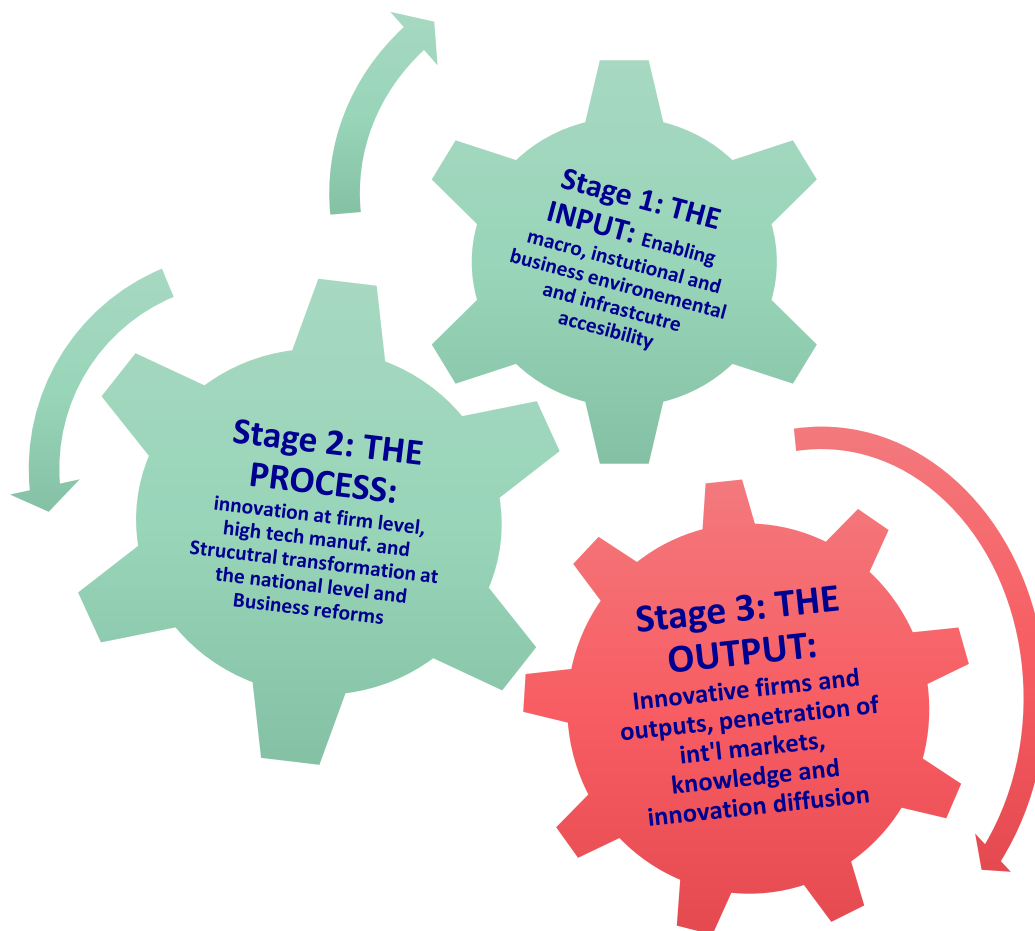 Stage 1: THE
INPUT: Enabling
macro, instutional and
business environemental
and infrastcutre
accesibility
Stage 2: THE
PROCESS:
innovation at firm level,
high tech manuf. and
Strucutral transformation at
the national level and
Business reforms
Stage 3: THE
OUTPUT:
Innovative firms and
outputs, penetration of
int'l markets,
knowledge and
innovation diffusion